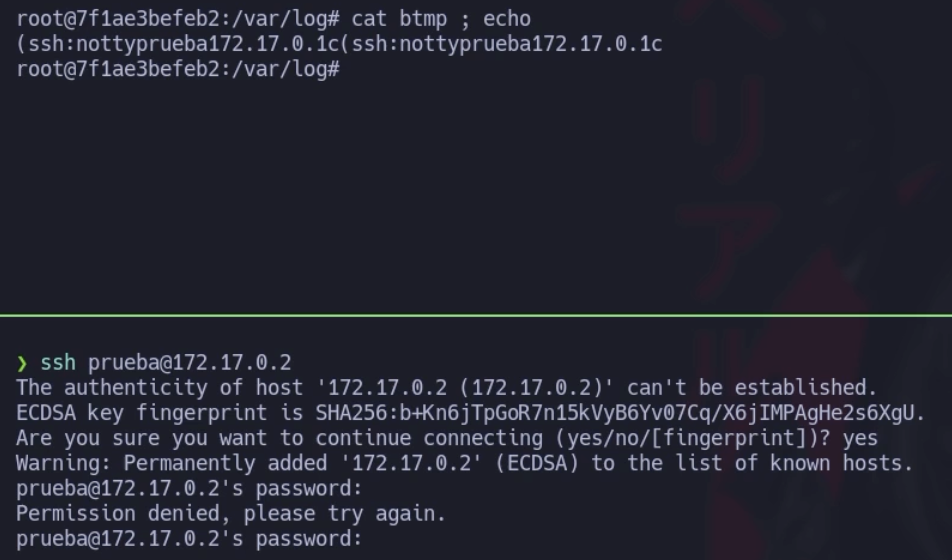 root@7f1ae3befeb2:/var/log# cat btmp ; echo
(ssh:nottyprueba172.17.0.1c(ssh:nottyprueba172.17.0.1c
root@7f1ae3befeb2:/var/log#
❯ ssh prueba@172.17.0.2
The authenticity of host '172.17.0.2 (172.17.0.2)' can't be established.
ECDSA key fingerprint is SHA256:b+Kn6jTpGoR7n15kVyB6Yv07Cq/X6jIMPAgHe2s6XgU.
Are you sure you want to continue connecting (yes/no/[fingerprint])? yes
Warning: Permanently added '172.17.0.2' (ECDSA) to the list of known hosts.
prueba@172.17.0.2's password:
Permission denied, please try again.
prueba@172.17.0.2's password: